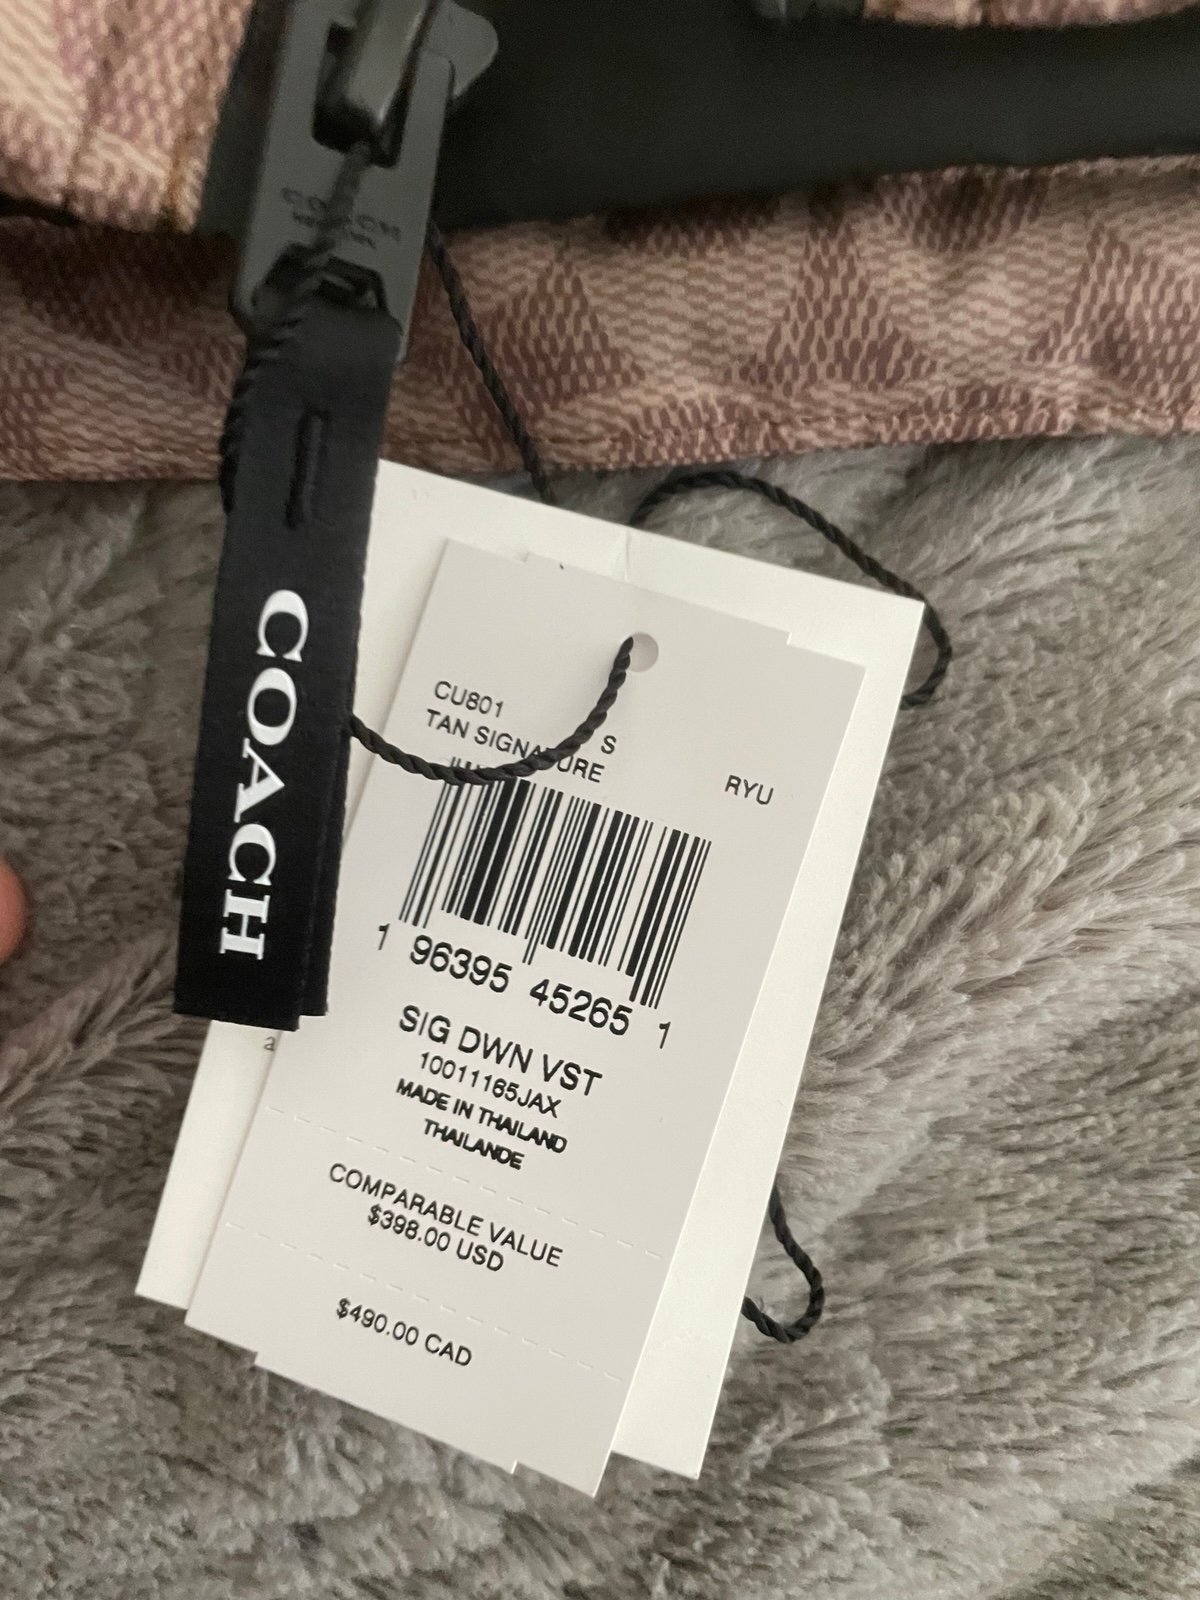 COACH
COACH
CU801
S
TAN SIGNATURE
RYU
1 96395 45265 1
SIG DWN VST
10011165JAX
MADE IN THAILAND
THAILANDE
COMPARABLE VALUE
$398.00 USD
$490.00 CAD
a